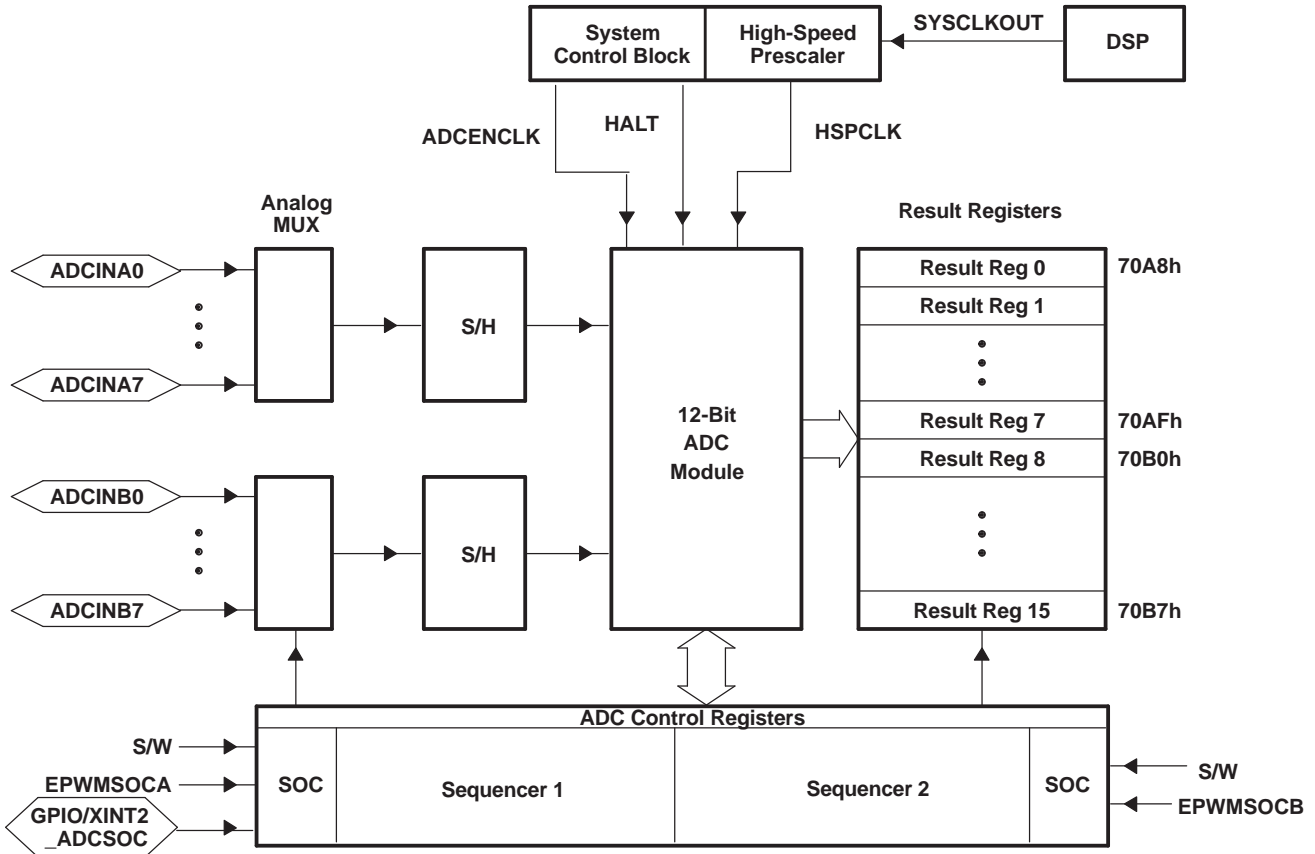 System
Control Block
High-Speed
Prescaler
SYSCLKOUT
DSP
ADCENCLK
HALT
HSPCLK
Analog
MUX
Result Registers
ADCINA0
ADCINA7
S/H
12-Bit
ADC
Module
Result Reg 0
70A8h
Result Reg 1
Result Reg 7
70AFh
Result Reg 8
70B0h
ADCINB0
ADCINB7
S/H
Result Reg 15
70B7h
ADC Control Registers
S/W
EPWMSOCA
GPIO/XINT2
_ADCSOC
SOC
Sequencer 1
Sequencer 2
SOC
S/W
EPWMSOCB